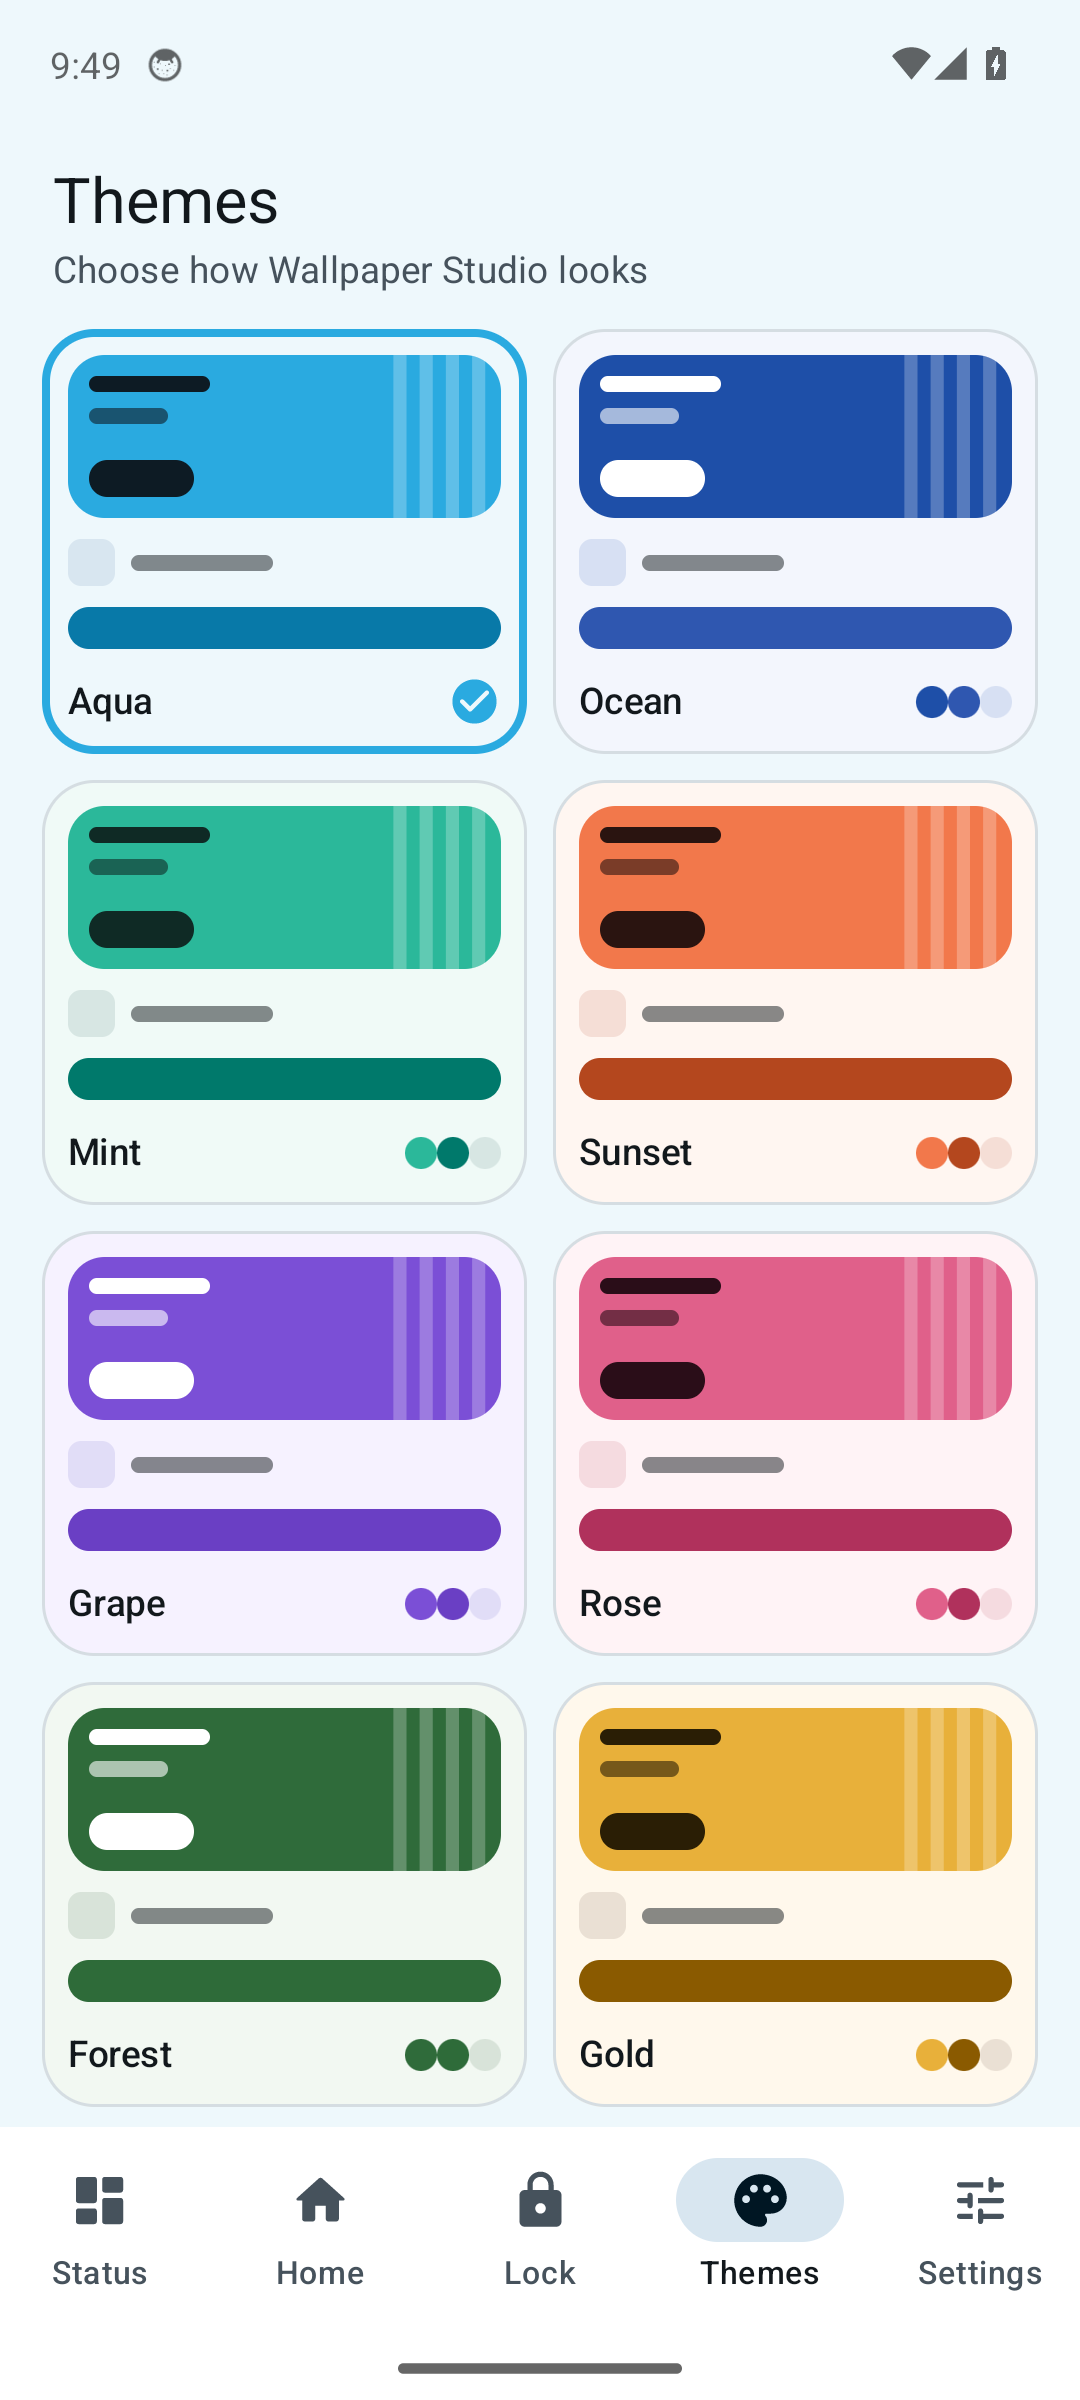 9:49
Themes
Choose how Wallpaper Studio looks
Aqua
Ocean
Mint
Sunset
Grape
Rose
Forest
Gold
Status
Home
Lock
Themes
Settings